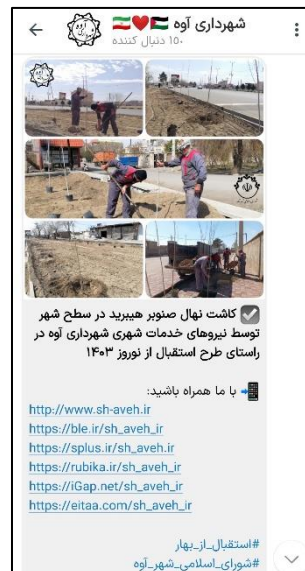 شهرداری آوه 🇵🇸❤️🇮🇷
۱۵۰ دنبال کننده
☑️ کاشت نهال صنوبر هیبرید در سطح شهر
توسط نیروهای خدمات شهری شهرداری آوه در
راستای طرح استقبال از نوروز ۱۴۰۳
📲 با ما همراه باشید:
http://www.sh-aveh.ir
https://ble.ir/sh_aveh_ir
https://splus.ir/sh_aveh.ir
https://rubika.ir/sh_aveh_ir
https://iGap.net/sh_aveh_ir
https://eitaa.com/sh_aveh_ir
#استقبال_از_بهار
#شورای_اسلامی_شهر_آوه